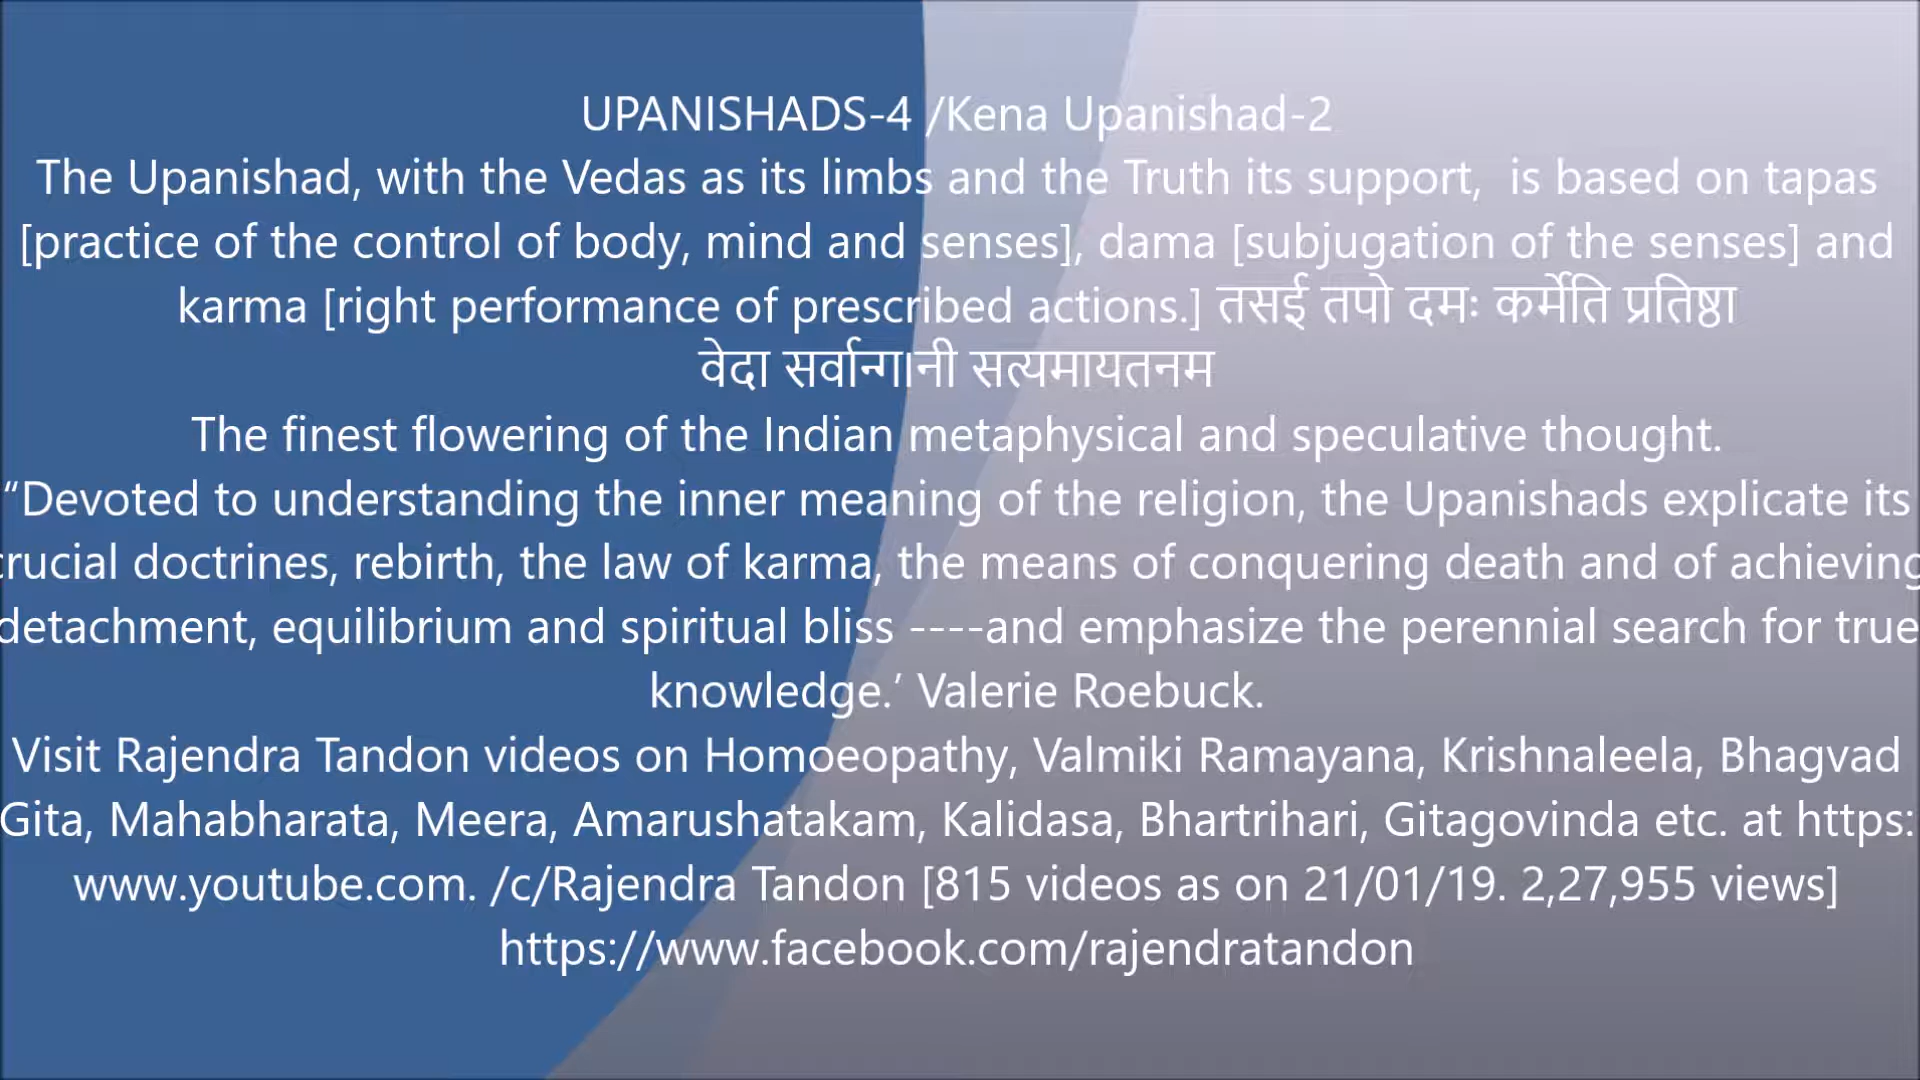 UPANISHADS-4 /Kena Upanishad-2
The Upanishad, with the Vedas as its limbs and the Truth its support,  is based on tapas
[practice of the control of body, mind and senses], dama [subjugation of the senses] and
karma [right performance of prescribed actions.] तसई तपो दमः कर्मेति प्रतिष्ठा
वेदा सर्वान्गानी सत्यमायतनम
The finest flowering of the Indian metaphysical and speculative thought.
“Devoted to understanding the inner meaning of the religion, the Upanishads explicate its
crucial doctrines, rebirth, the law of karma, the means of conquering death and of achieving
detachment, equilibrium and spiritual bliss ----and emphasize the perennial search for true
knowledge.’ Valerie Roebuck.
Visit Rajendra Tandon videos on Homoeopathy, Valmiki Ramayana, Krishnaleela, Bhagvad
Gita, Mahabharata, Meera, Amarushatakam, Kalidasa, Bhartrihari, Gitagovinda etc. at https:
www.youtube.com. /c/Rajendra Tandon [815 videos as on 21/01/19. 2,27,955 views]
https://www.facebook.com/rajendratandon